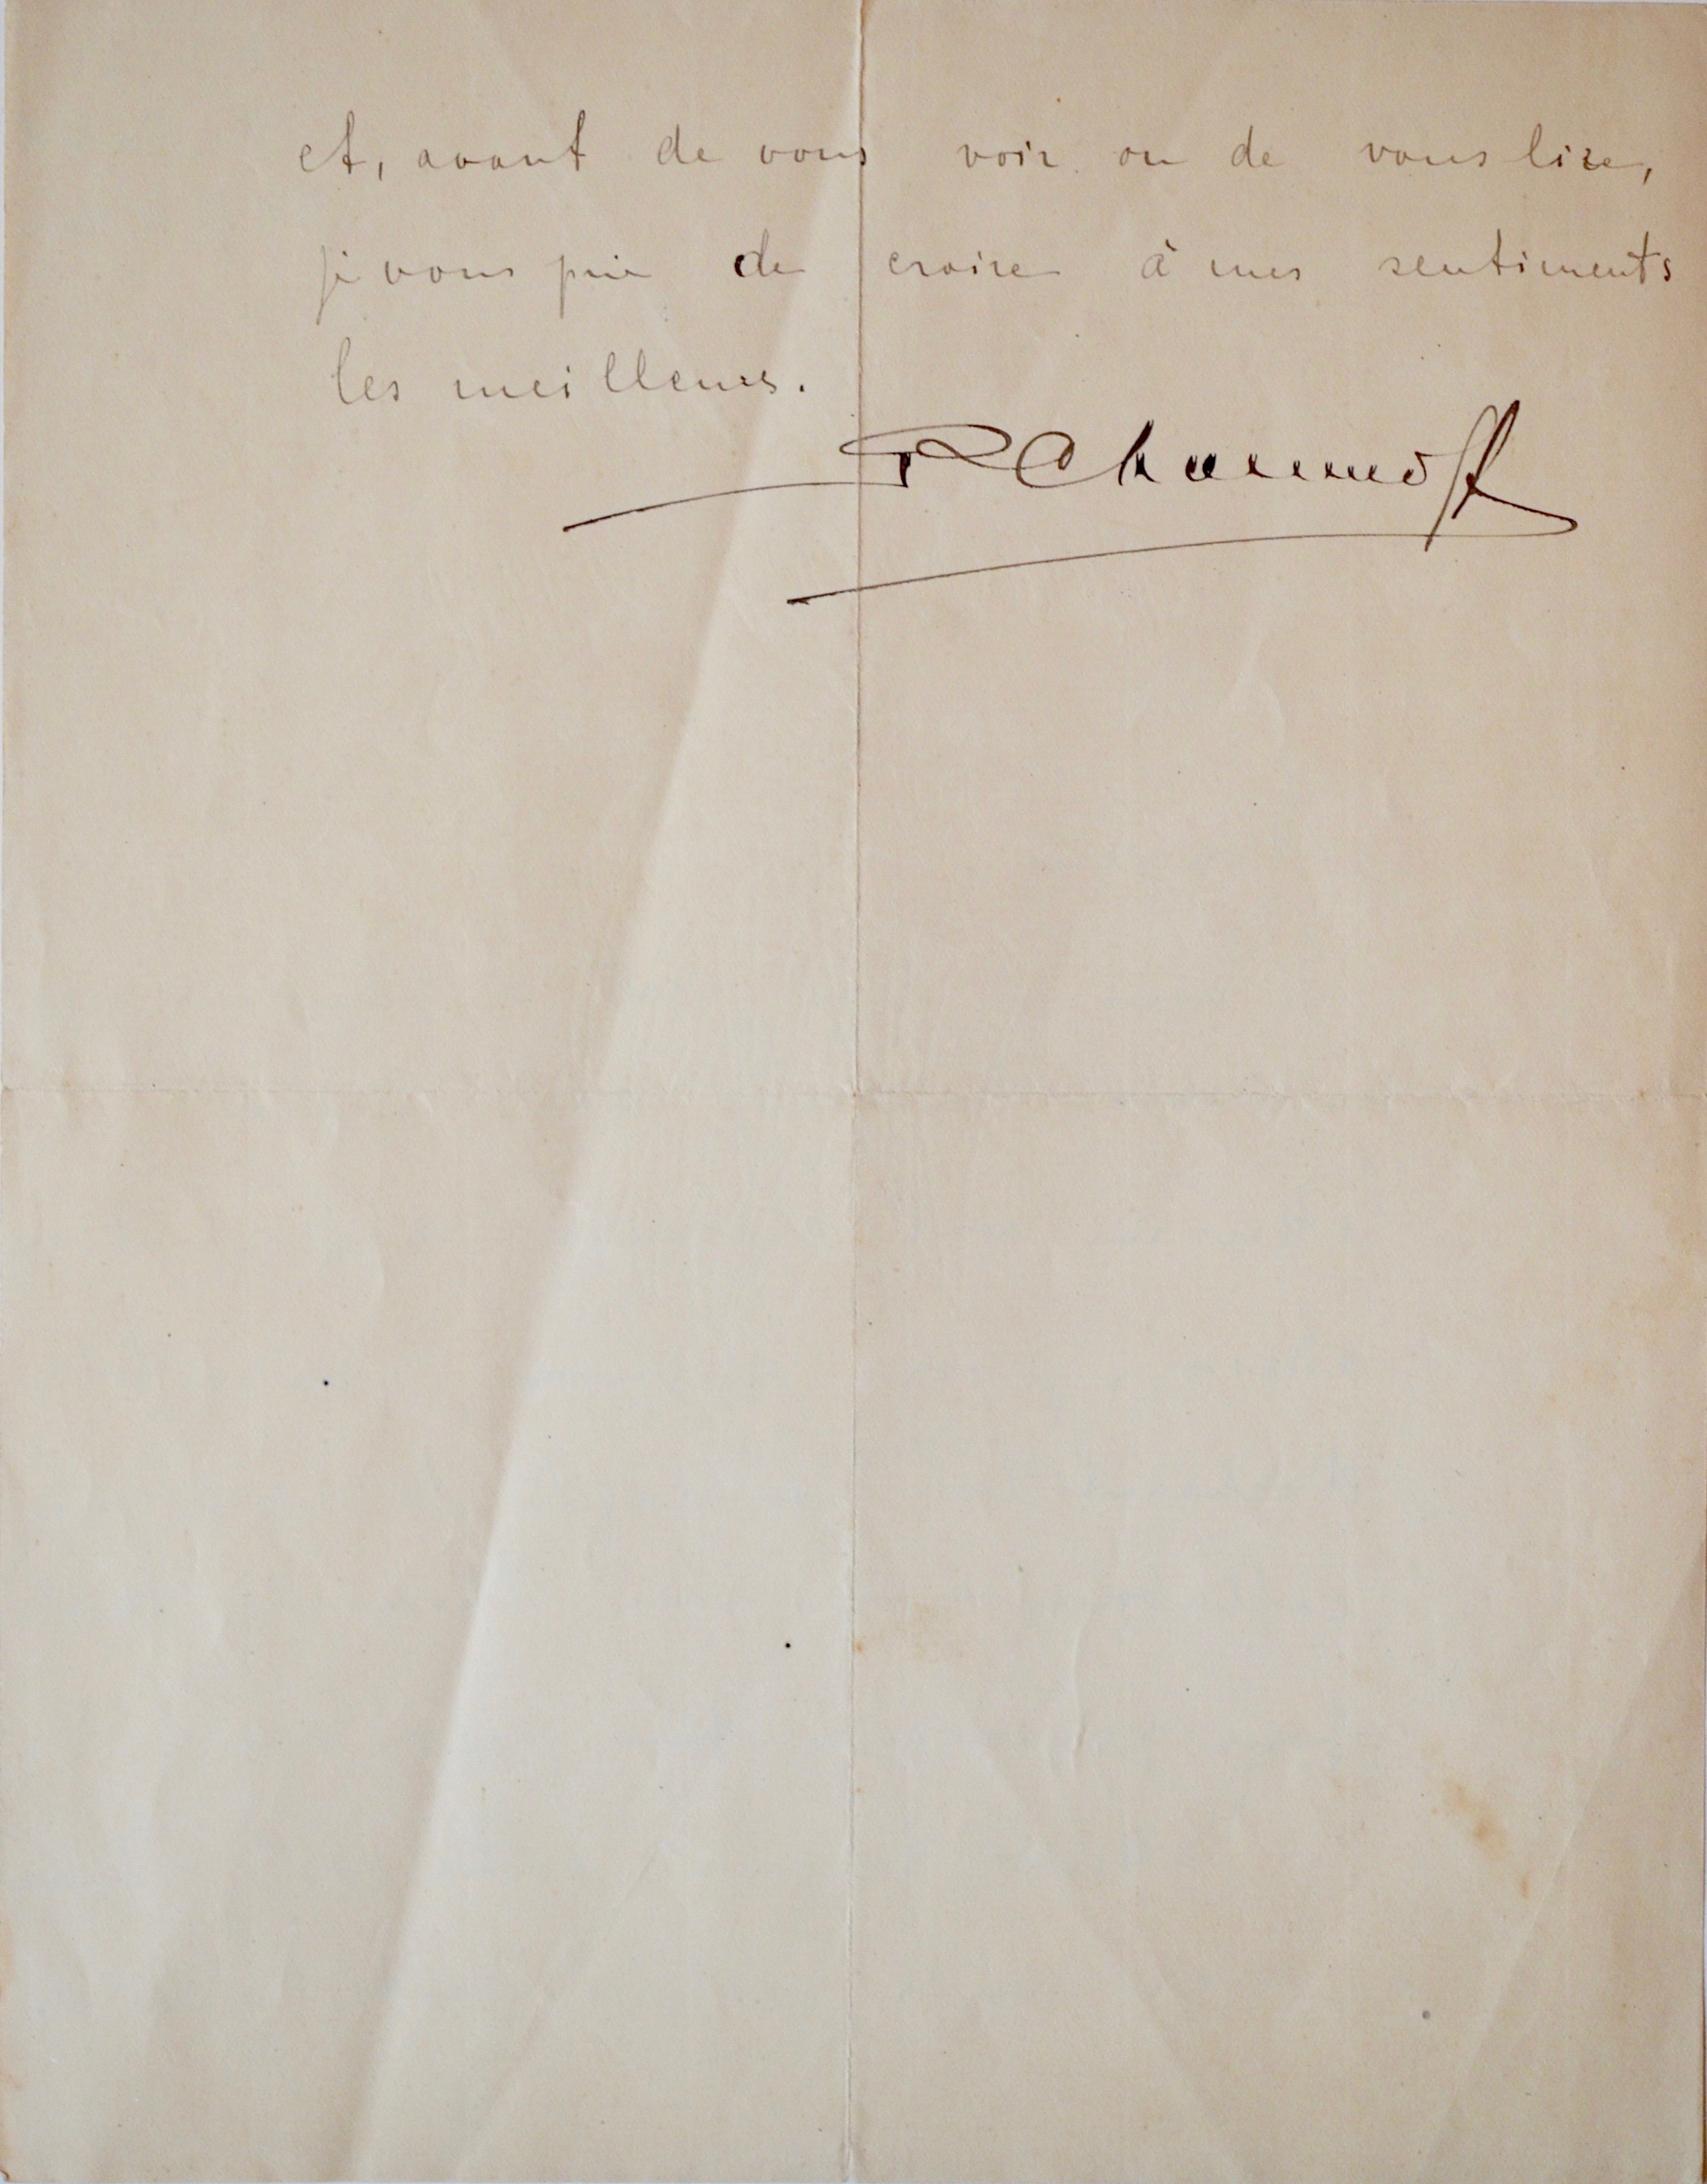 et, avant de vous voir ou de vous lire,
je vous prie de croire à mes sentiments
les meilleurs.